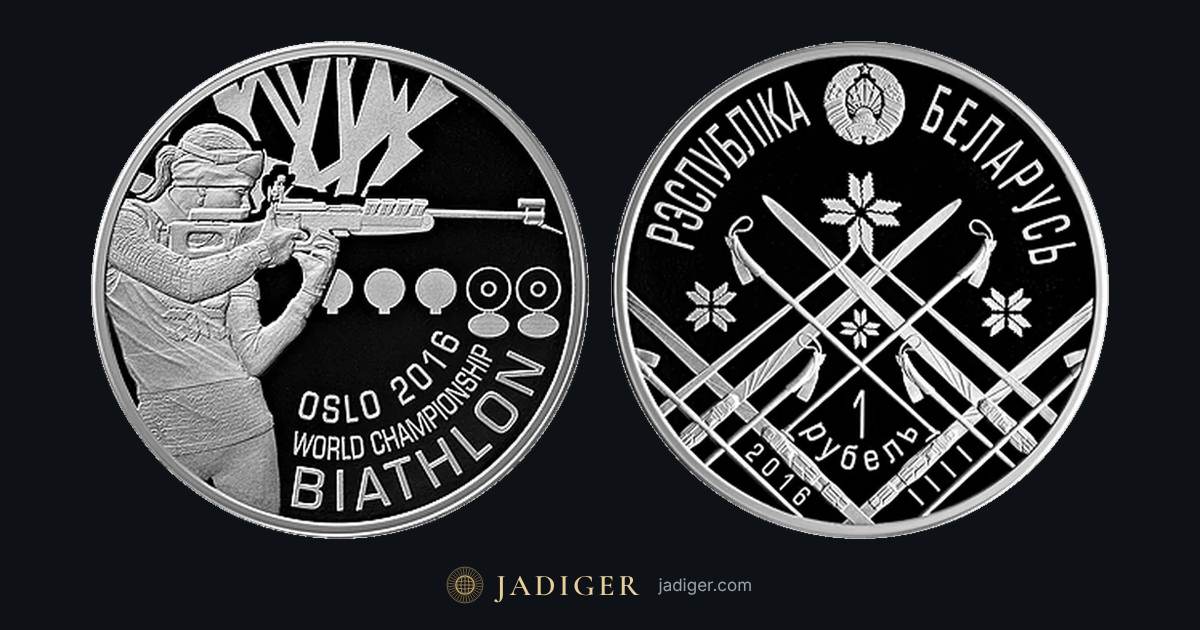 OSLO 2016
WORLD CHAMPIONSHIP
BIATHLON
РЭСПУБЛІКА БЕЛАРУСЬ
1
рубель
2016
JADIGER jadiger.com